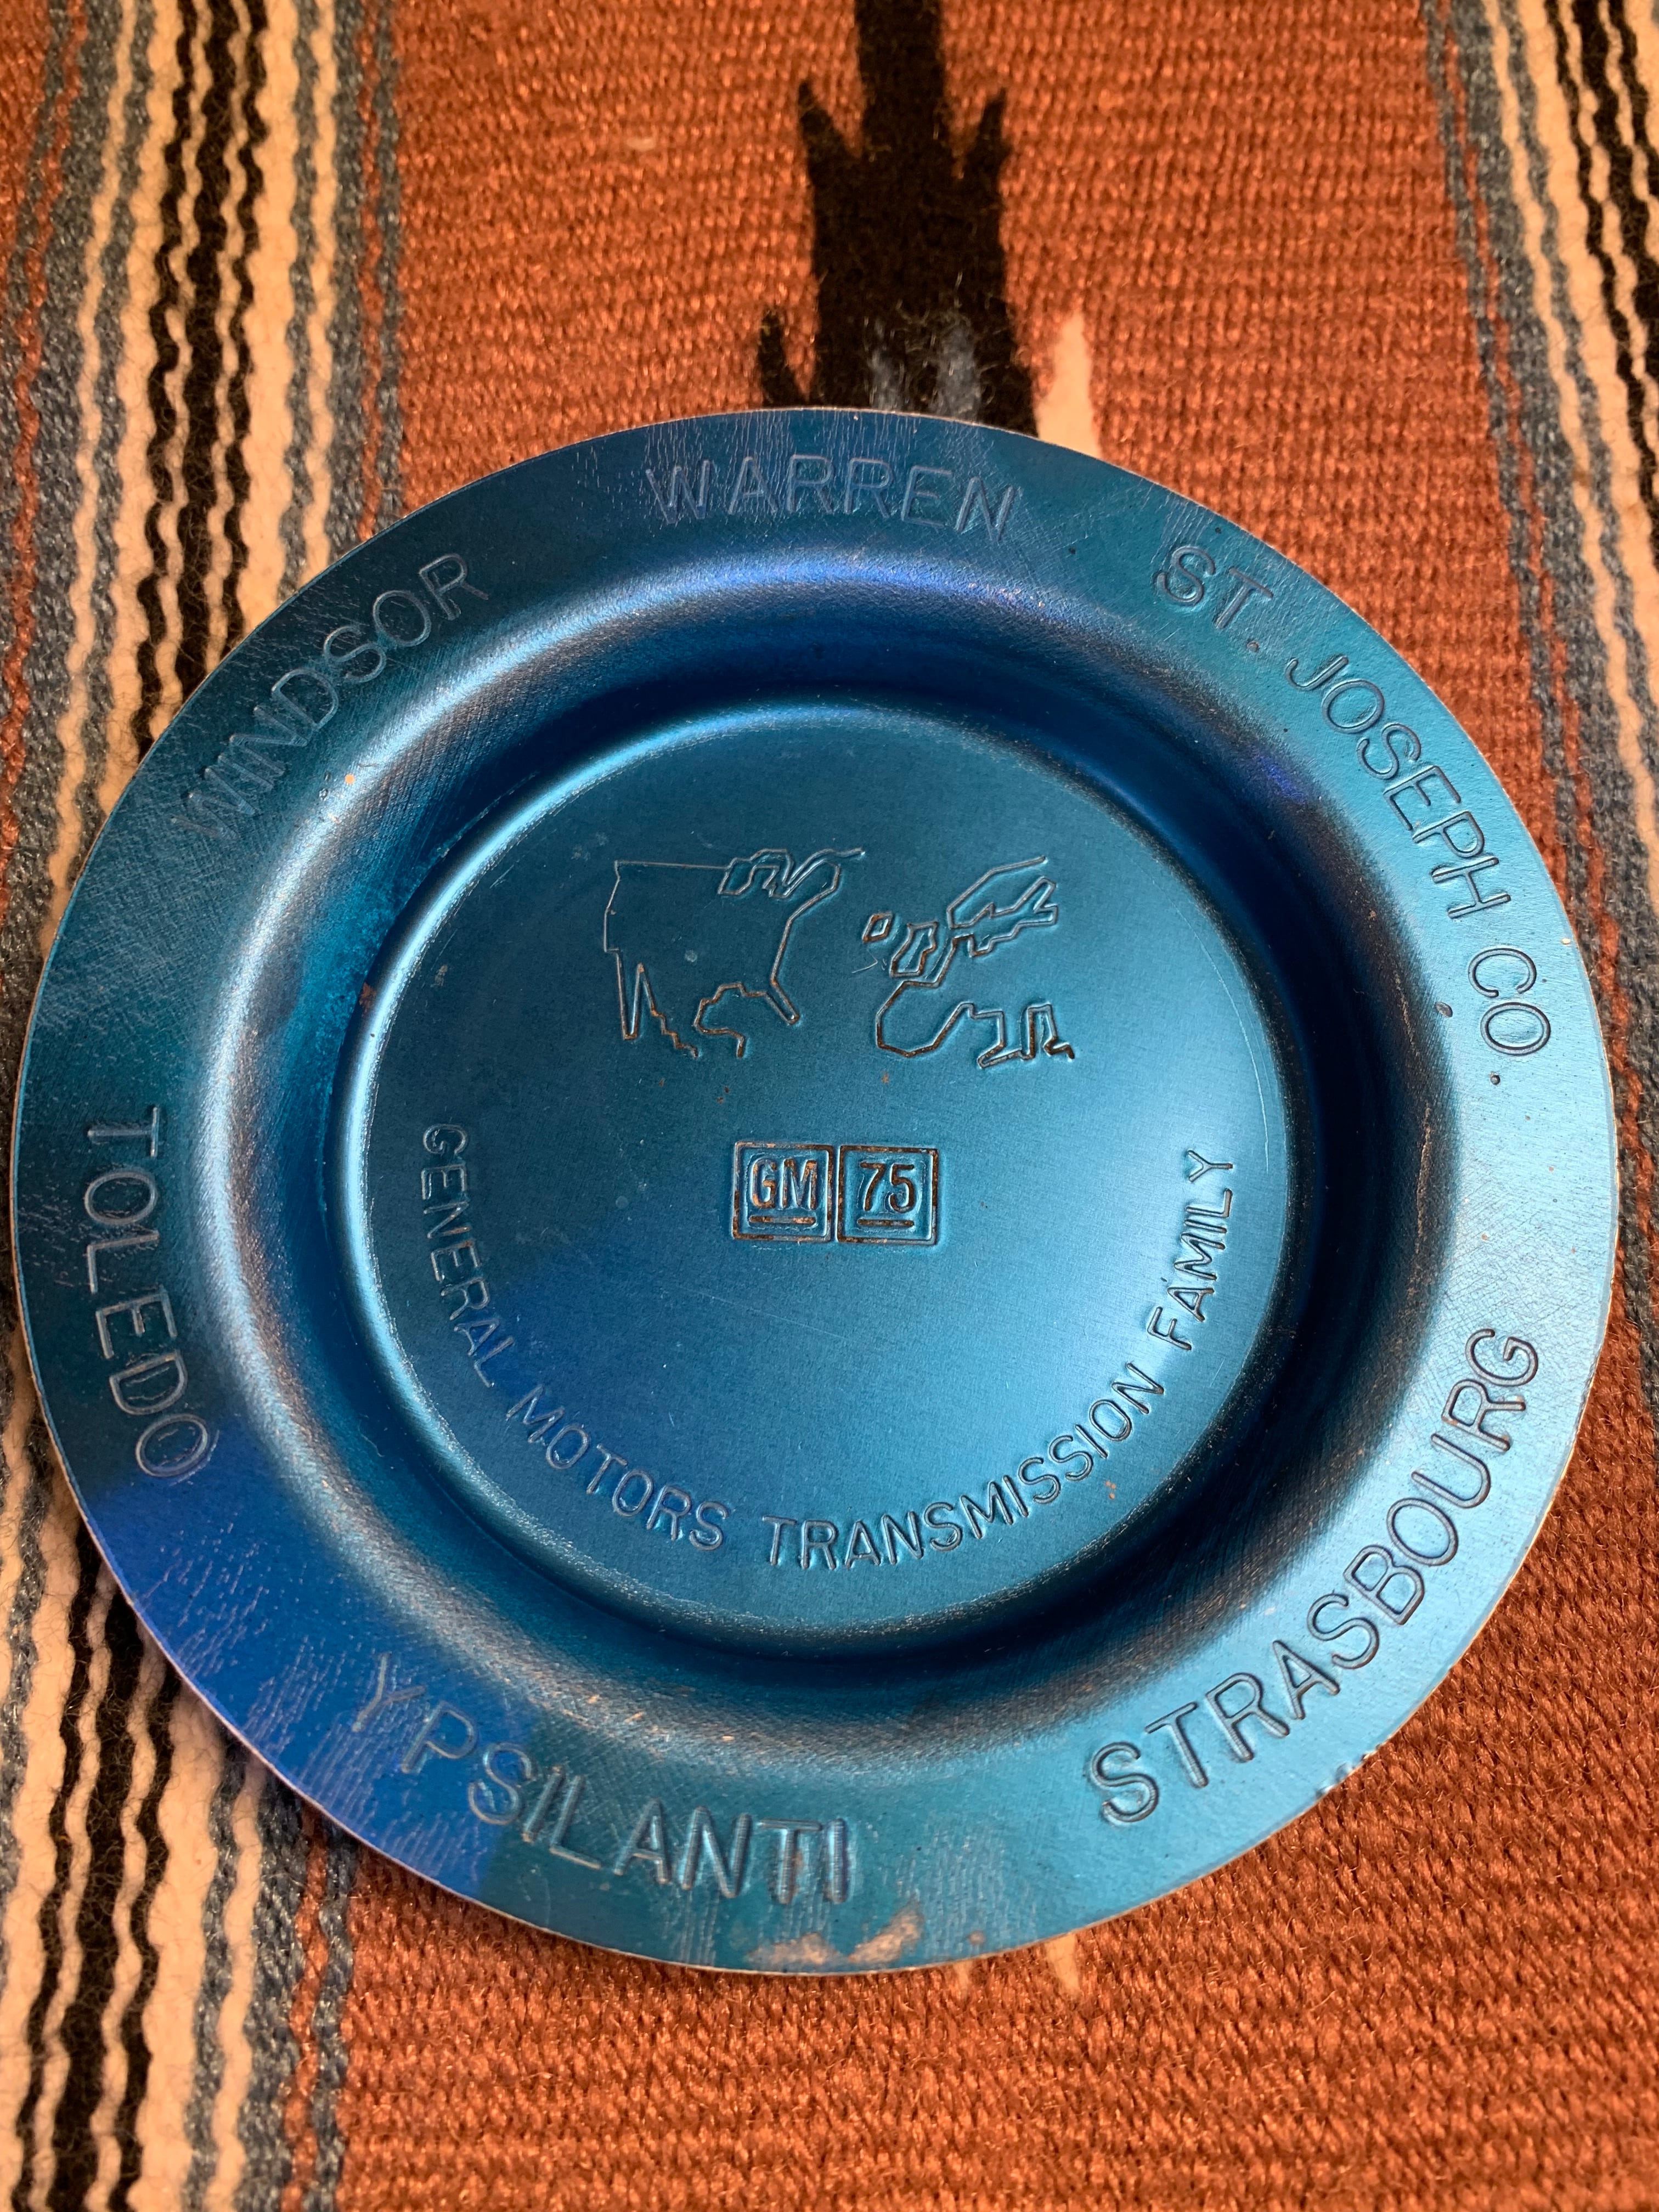 WARREN
ST. JOSEPH CO.
STRASBOURG
YPSILANTI
TOLEDO
WINDSOR
GM 75
GENERAL MOTORS TRANSMISSION FAMILY